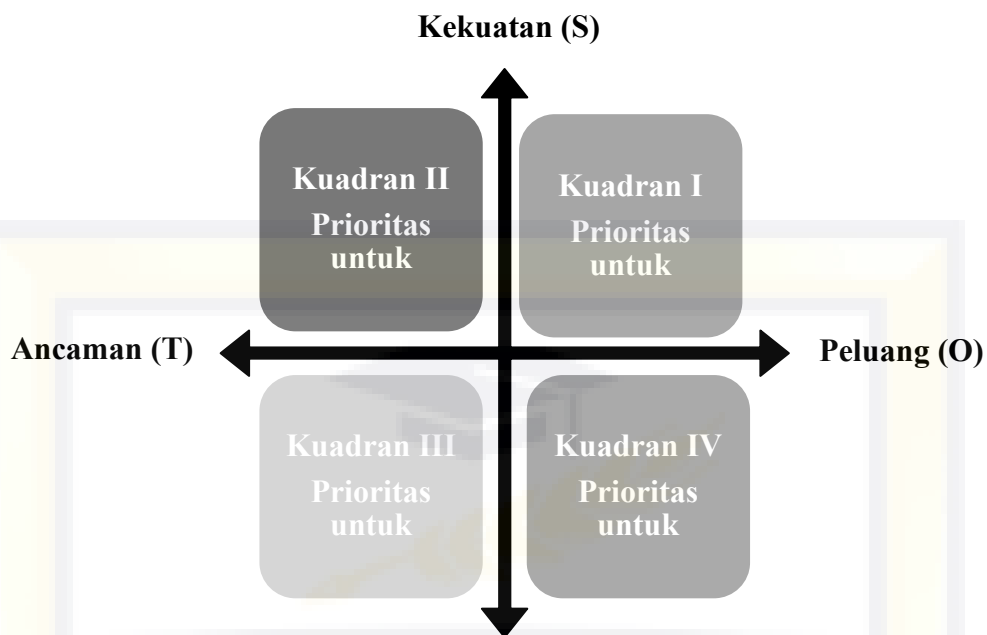 Kekuatan (S)
Kuadran II
Prioritas
untuk
Kuadran I
Prioritas
untuk
Ancaman (T)
Peluang (O)
Kuadran III
Prioritas
untuk
Kuadran IV
Prioritas
untuk